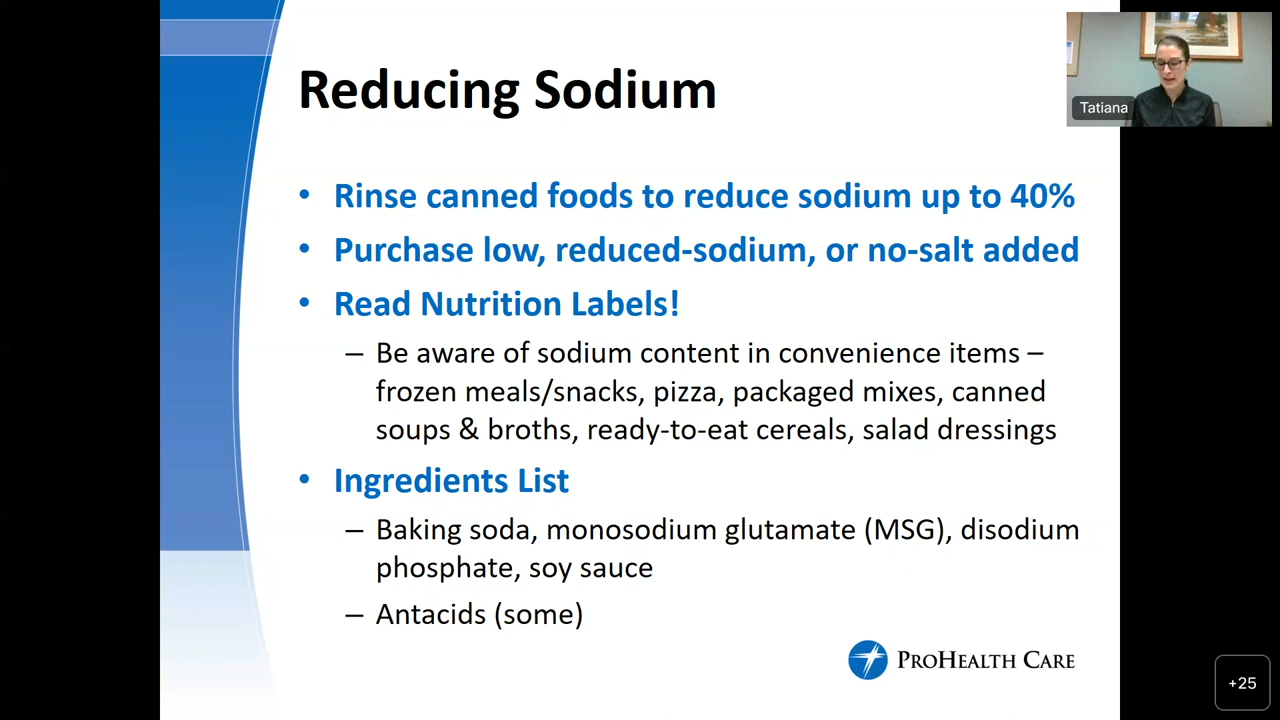 Reducing Sodium
Tatiana
• Rinse canned foods to reduce sodium up to 40%
• Purchase low, reduced-sodium, or no-salt added
• Read Nutrition Labels!
– Be aware of sodium content in convenience items –
frozen meals/snacks, pizza, packaged mixes, canned
soups & broths, ready-to-eat cereals, salad dressings
• Ingredients List
– Baking soda, monosodium glutamate (MSG), disodium
phosphate, soy sauce
– Antacids (some)
PROHEALTH CARE
+25